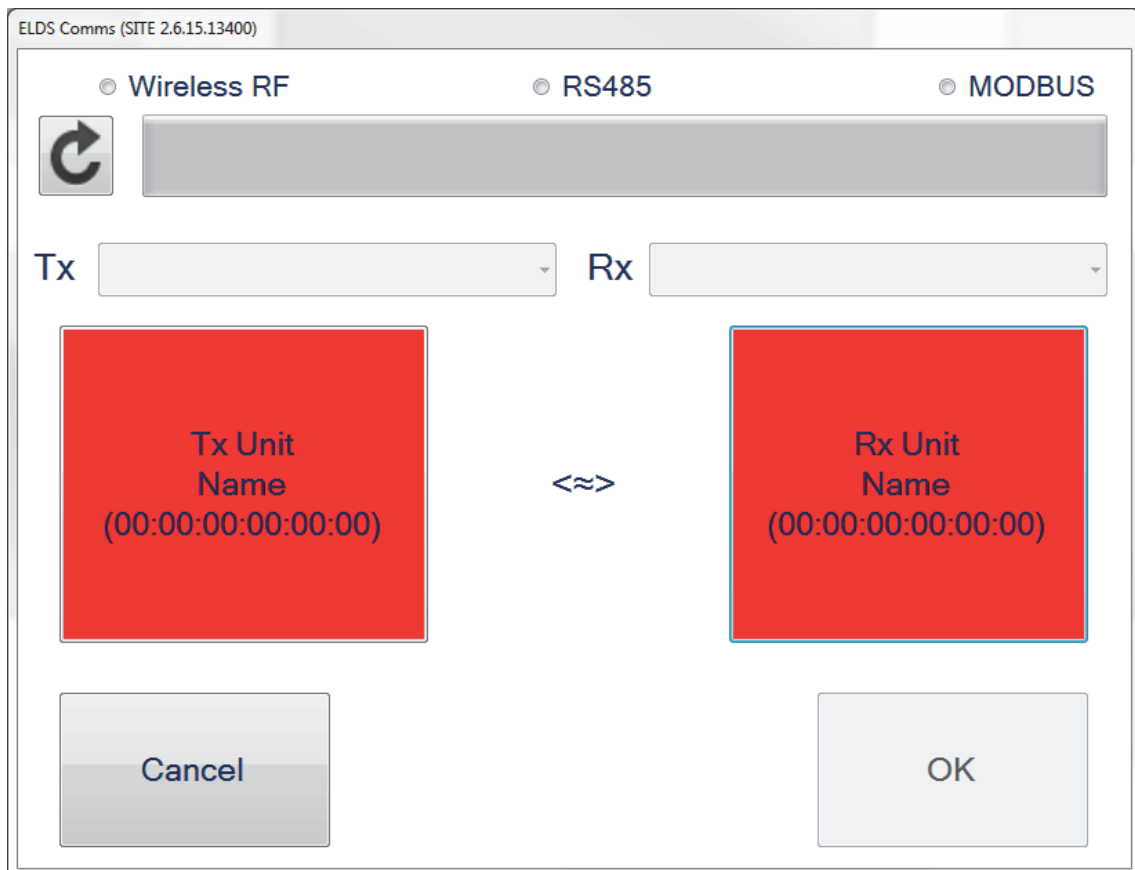 ELDS Comms (SITE 2.6.15.13400)
Wireless RF
RS485
MODBUS
Tx
Rx
Tx Unit
Name
(00:00:00:00:00:00)
<≈>
Rx Unit
Name
(00:00:00:00:00:00)
Cancel
OK